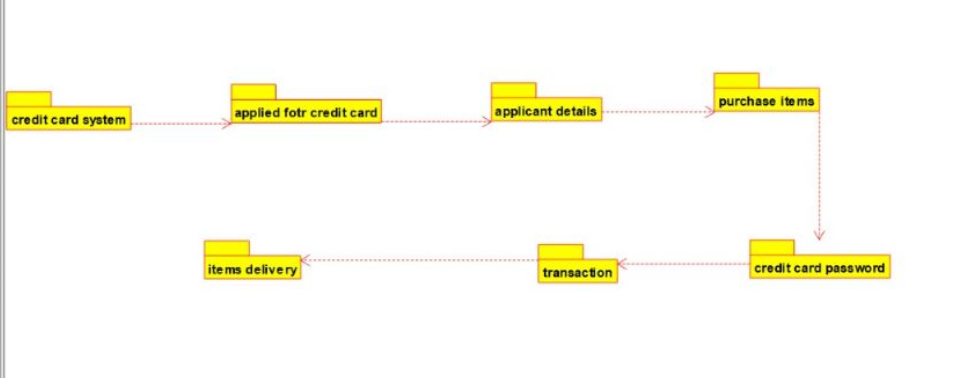 credit card system
applied fotr credit card
applicant details
purchase items
items delivery
transaction
credit card password